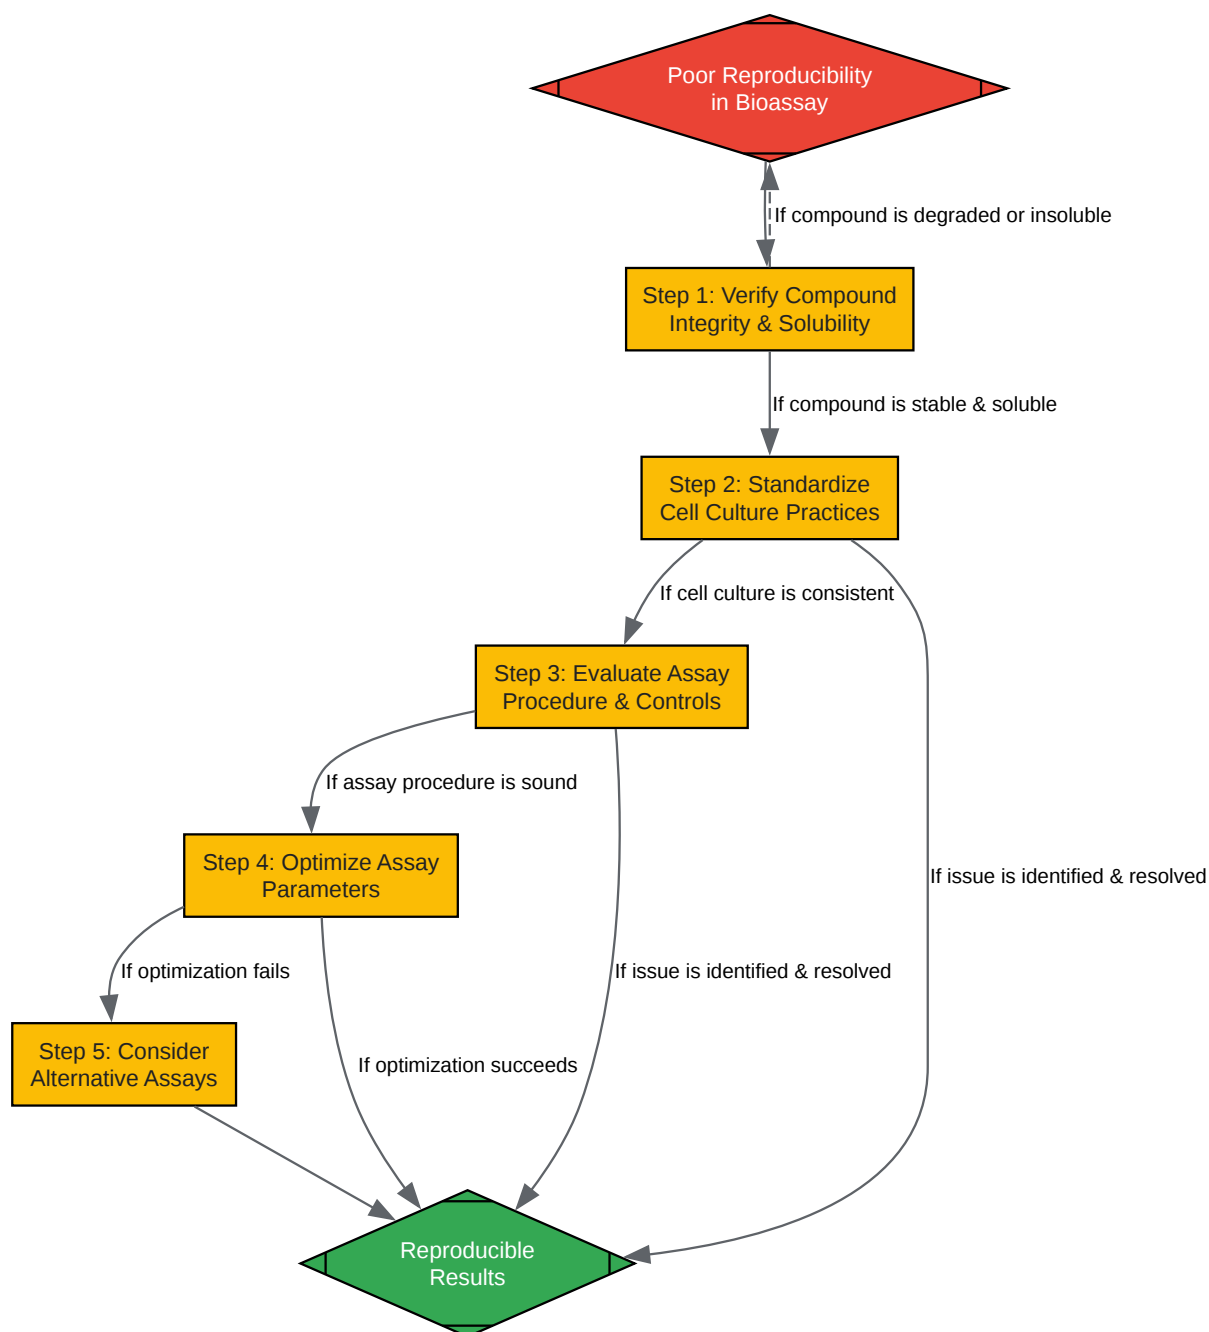 Poor Reproducibility
in Bioassay
If compound is degraded or insoluble
Step 1: Verify Compound
Integrity & Solubility
If compound is stable & soluble
Step 2: Standardize
Cell Culture Practices
If cell culture is consistent
Step 3: Evaluate Assay
Procedure & Controls
If assay procedure is sound
Step 4: Optimize Assay
Parameters
If issue is identified & resolved
If optimization fails
If issue is identified & resolved
Step 5: Consider
Alternative Assays
If optimization succeeds
Reproducible
Results